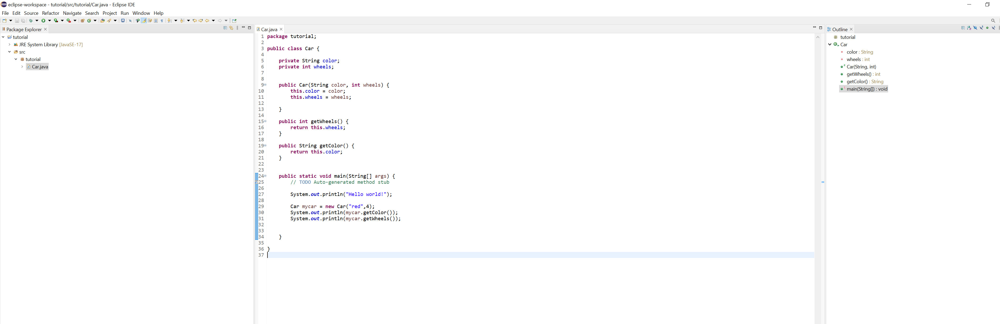 eclipse-workspace - tutorial/src/tutorial/Car.java - Eclipse IDE
File Edit Source Refactor Navigate Search Project Run Window Help
Package Explorer
tutorial
JRE System Library [JavaSE-17]
src
tutorial
Car.java
Car.java
1 package tutorial;
2
3 public class Car {
4
5     private String color;
6     private int wheels;
7
8
9     public Car(String color, int wheels) {
10         this.color = color;
11         this.wheels = wheels;
12
13     }
14
15     public int getWheels() {
16         return this.wheels;
17     }
18
19     public String getColor() {
20         return this.color;
21     }
22
23
24     public static void main(String[] args) {
25         // TODO Auto-generated method stub
26
27         System.out.println("Hello world!");
28
29         Car mycar = new Car("red",4);
30         System.out.println(mycar.getColor());
31         System.out.println(mycar.getWheels());
32
33
34     }
35
36 }
37
Outline
tutorial
Car
color : String
wheels : int
Car(String, int)
getWheels() : int
getColor() : String
main(String[]) : void